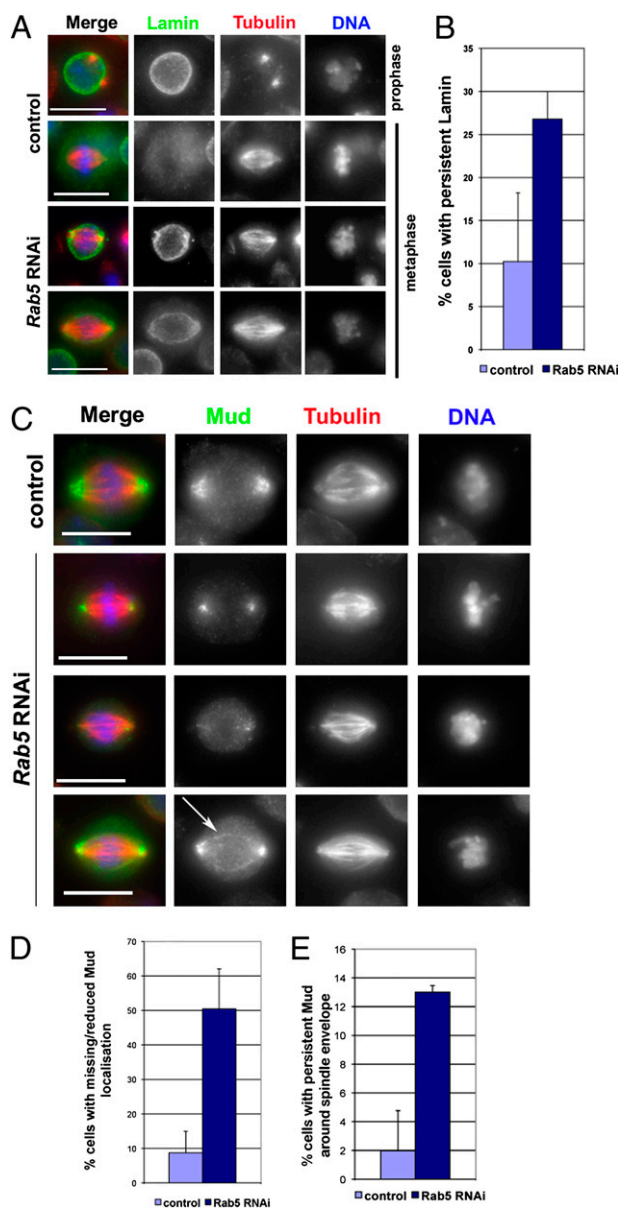 A
Merge Lamin Tubulin DNA
control
Rab5 RNAi
prophase
metaphase
B
% cells with persistent Lamin
35
30
25
20
15
10
5
0
control Rab5 RNAi
C
Merge Mud Tubulin DNA
control
Rab5 RNAi
D
% cells with missing/reduced Mud
localisation
70
60
50
40
30
20
10
0
control Rab5 RNAi
E
% cells with persistent Mud
around spindle envelope
16
14
12
10
8
6
4
2
0
control Rab5 RNAi